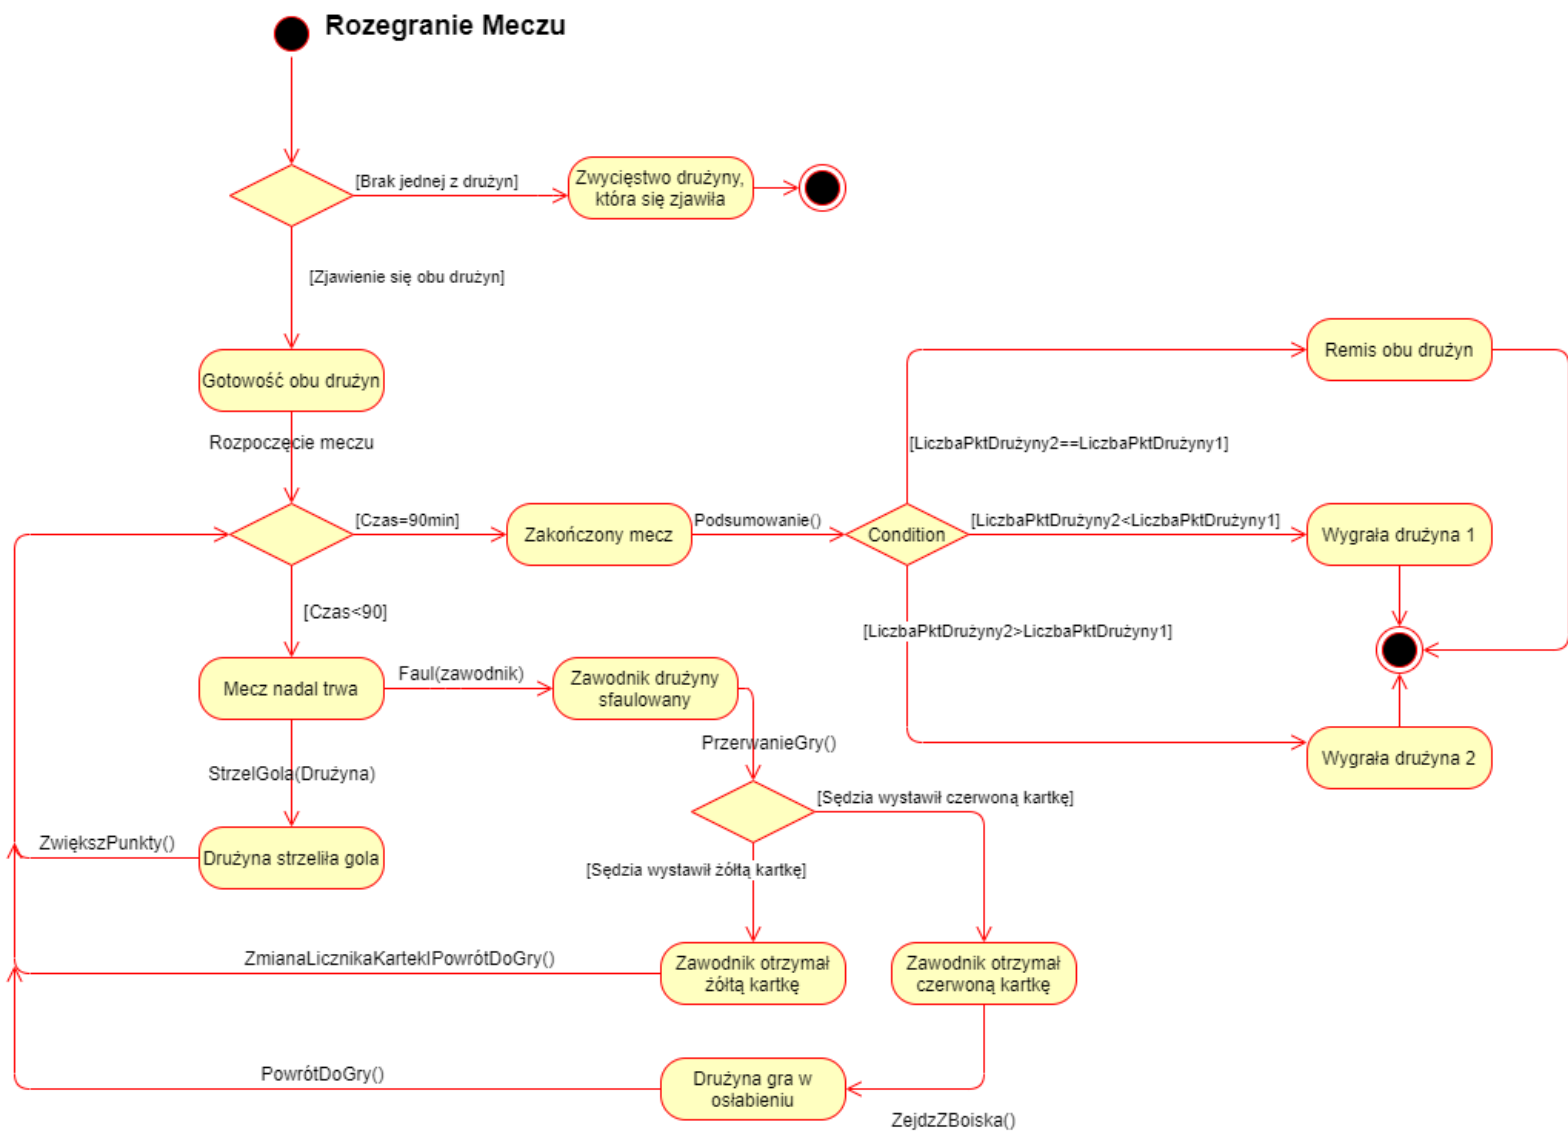 Rozegranie Meczu
[Brak jednej z drużyn]
Zwycięstwo drużyny,
która się zjawiła
[Zjawienie się obu drużyn]
Gotowość obu drużyn
Remis obu drużyn
Rozpoczęcie meczu
[LiczbaPktDrużyny2==LiczbaPktDrużyny1]
[Czas=90min]
Zakończony mecz
Podsumowanie()
Condition
[LiczbaPktDrużyny2<LiczbaPktDrużyny1]
Wygrała drużyna 1
[Czas<90]
[LiczbaPktDrużyny2>LiczbaPktDrużyny1]
Mecz nadal trwa
Faul(zawodnik)
Zawodnik drużyny
sfaulowany
PrzerwanieGry()
Wygrała drużyna 2
StrzelGola(Drużyna)
[Sędzia wystawił czerwoną kartkę]
ZwiększPunkty()
Drużyna strzeliła gola
[Sędzia wystawił żółtą kartkę]
ZmianaLicznikaKartekIPowrótDoGry()
Zawodnik otrzymał
żółtą kartkę
Zawodnik otrzymał
czerwoną kartkę
PowrótDoGry()
Drużyna gra w
osłabieniu
ZejdzZBoiska()